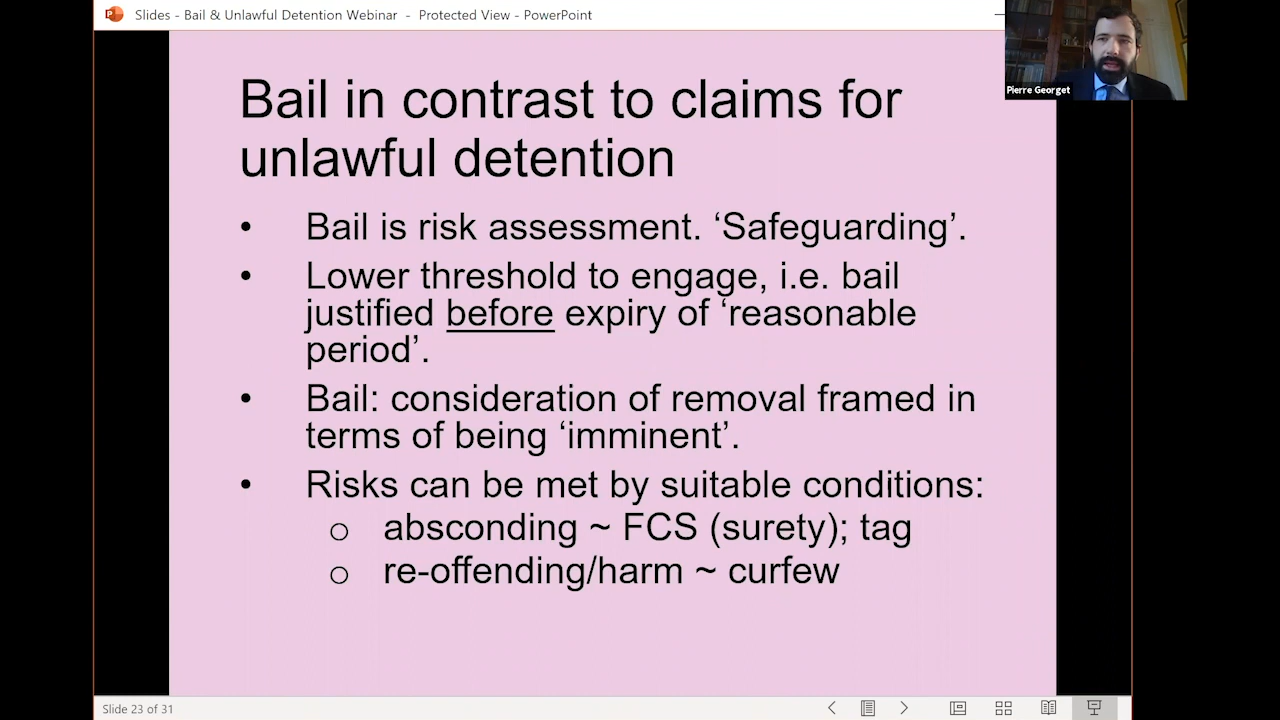 Slides - Bail & Unlawful Detention Webinar - Protected View - PowerPoint
Pierre Georget
Bail in contrast to claims for
unlawful detention
• Bail is risk assessment. ‘Safeguarding’.
• Lower threshold to engage, i.e. bail
justified before expiry of ‘reasonable
period’.
• Bail: consideration of removal framed in
terms of being ‘imminent’.
• Risks can be met by suitable conditions:
o absconding ~ FCS (surety); tag
o re-offending/harm ~ curfew
Slide 23 of 31